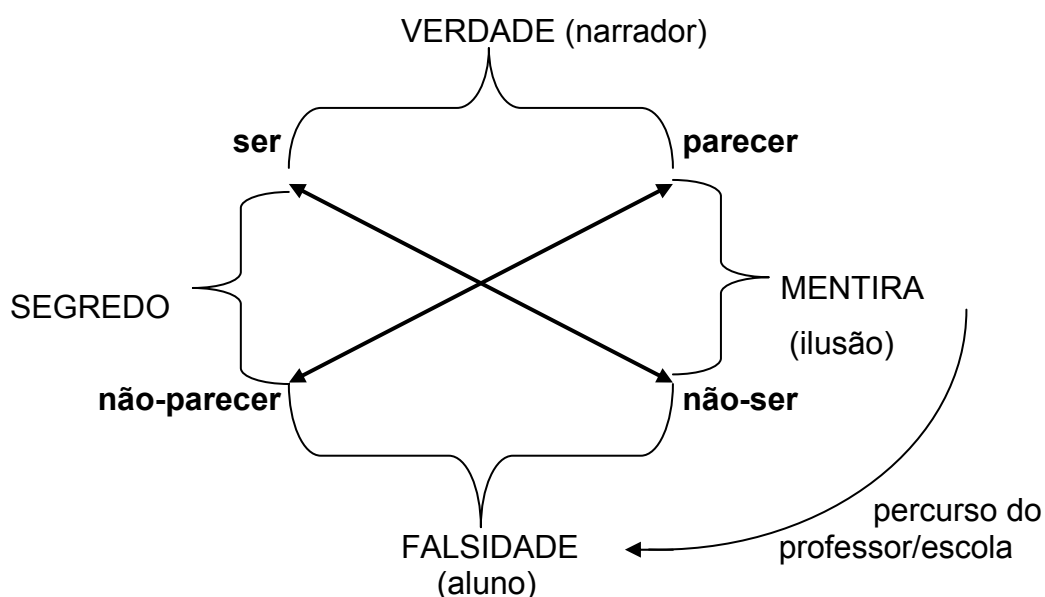 VERDADE (narrador)
ser
parecer
SEGREDO
MENTIRA
(ilusão)
não-parecer
não-ser
FALSIDADE
(aluno)
percurso do
professor/escola